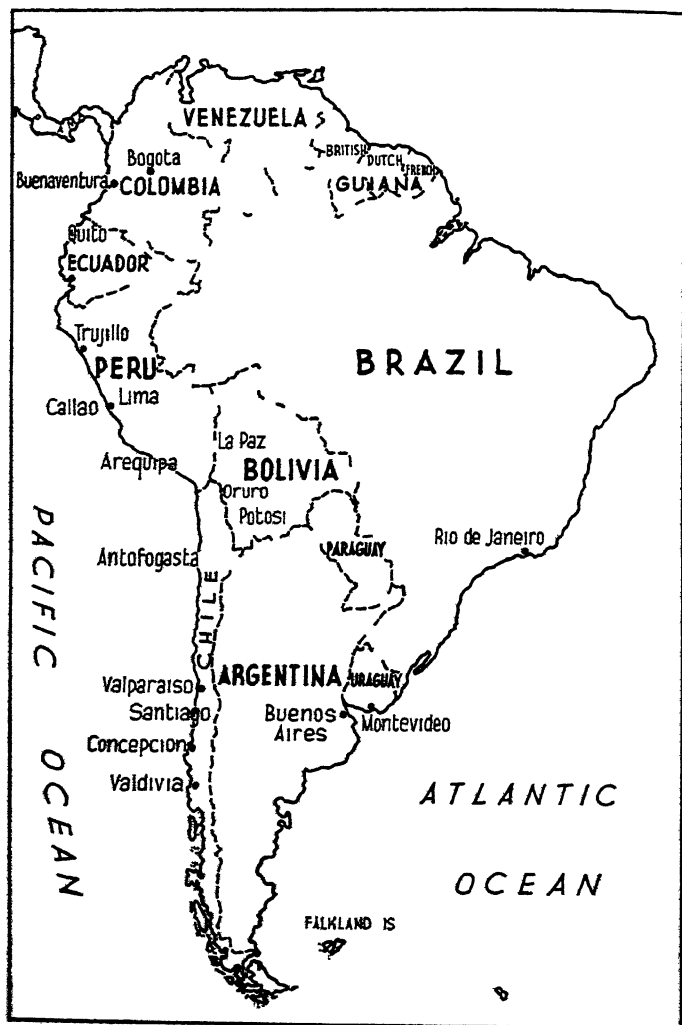 VENEZUELA
BRITISH
DUTCH
FRENCH
GUIANA
Bogota
Buenaventura
COLOMBIA
Quito
ECUADOR
Trujillo
PERU
BRAZIL
Lima
Callao
La Paz
Arequipa
BOLIVIA
Oruro
Potosi
Rio de Janeiro
PARAGUAY
Antofogasta
CHILE
PACIFIC
OCEAN
ARGENTINA
URAGUAY
Valparaiso
Santiago
Buenos
Aires
Montevideo
Concepcion
Valdivia
ATLANTIC
OCEAN
FALKLAND IS